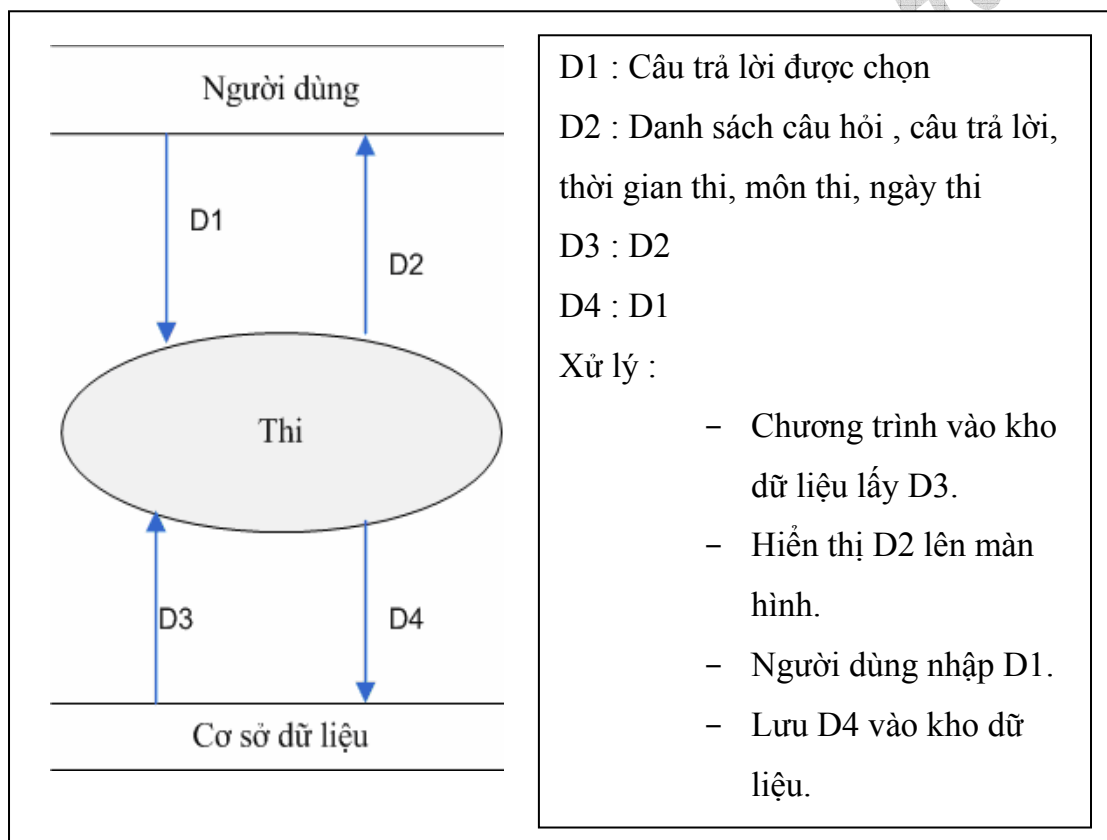 Người dùng
D1
D2
Thi
D3
D4
Cơ sở dữ liệu
D1 : Câu trả lời được chọn
D2 : Danh sách câu hỏi , câu trả lời,
thời gian thi, môn thi, ngày thi
D3 : D2
D4 : D1
Xử lý :
− Chương trình vào kho
dữ liệu lấy D3.
− Hiển thị D2 lên màn
hình.
− Người dùng nhập D1.
− Lưu D4 vào kho dữ
liệu.